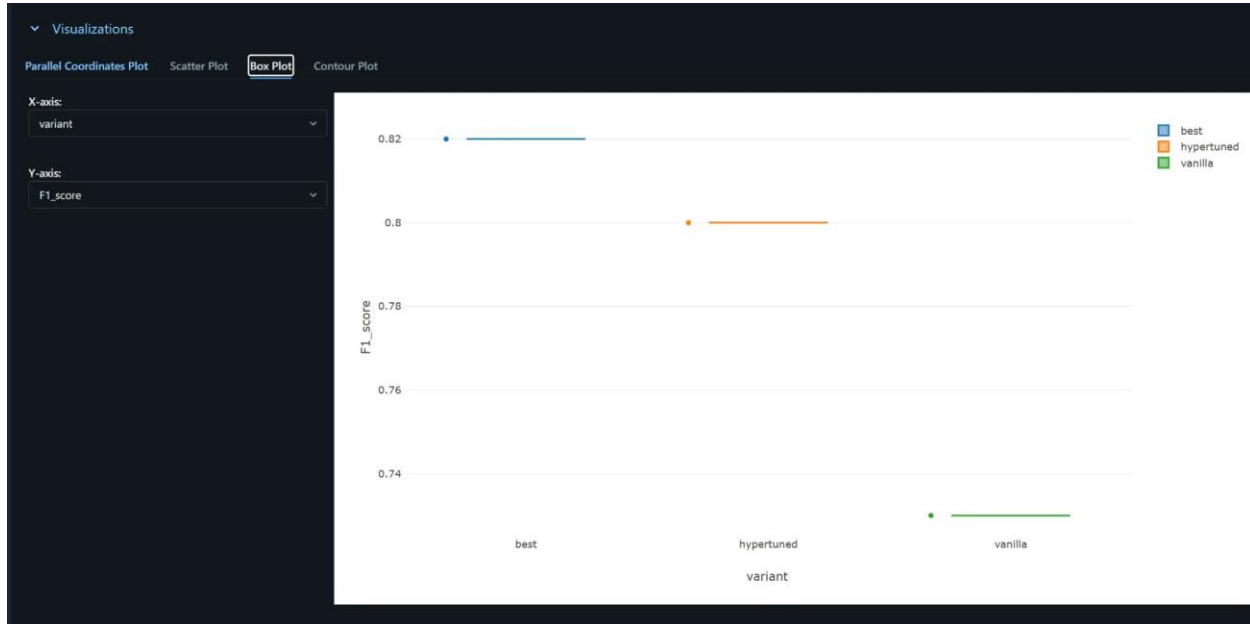 Visualizations
Parallel Coordinates Plot Scatter Plot Box Plot Contour Plot
X-axis:
variant
Y-axis:
F1_score
0.82
0.8
0.78
0.76
0.74
F1_score
best hypertuned vanilla
variant
best
hypertuned
vanilla